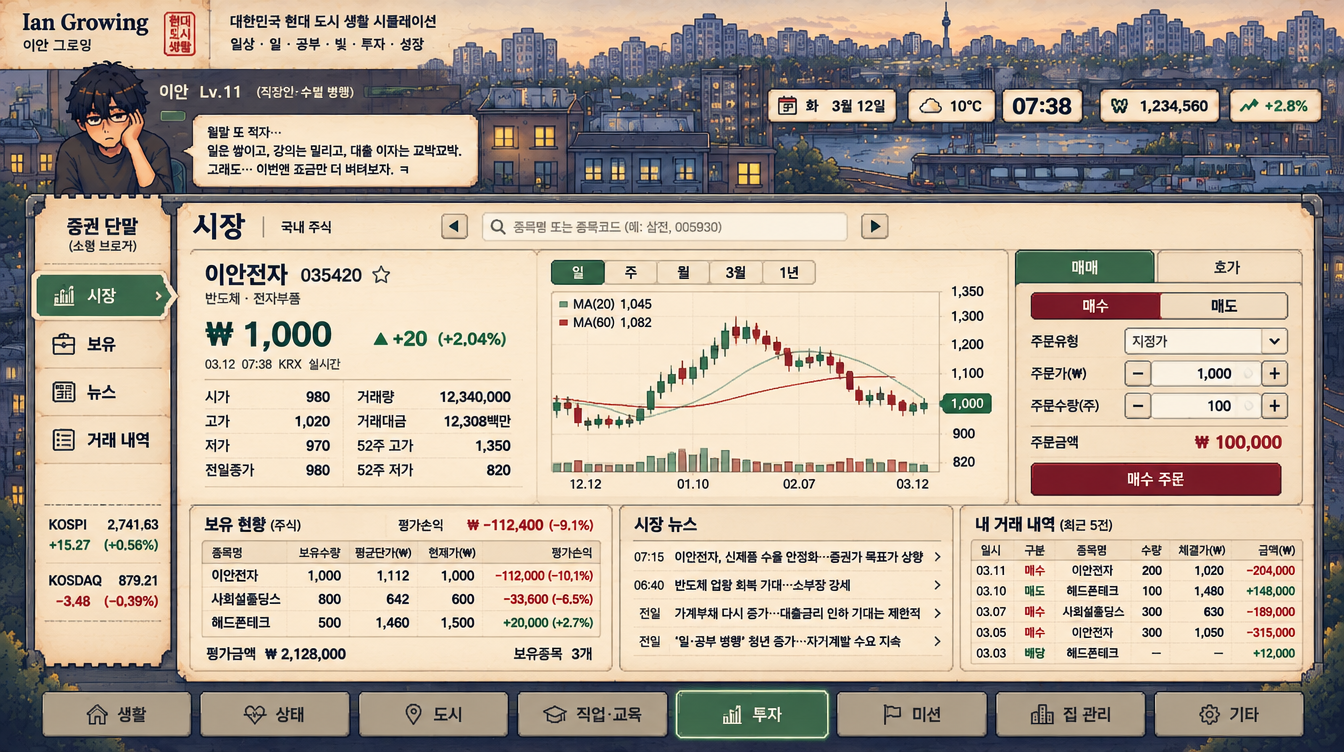 Ian Growing
이안 그로잉
현대
도시
생활
대한민국 현대 도시 생활 시뮬레이션
일상 · 일 · 공부 · 빚 · 투자 · 성장
이안 Lv.11
월말 또 적자…
일은 쌓이고, 강의는 밀리고, 대출 이자는 꼬박꼬박.
고래도… 이번앤 죠금만 더 버텨보자. ㅋ
화 3월 12일
10°C
07:38
₩ 1,234,560
+2.8%
중권 단말
(소형 브로거)
시장
보유
뉴스
거래 내역
KOSPI 2,741.63
+15.27 (+0.56%)
KOSDAQ 879.21
−3,48 (−0,39%)
시장 | 국내 주식
종목명 또는 종목코드 (예: 삼전, 005930)
이안전자 035420
반도체 · 전자부품
₩ 1,000 ▲ +20 (+2,04%)
03.12 07:38 KRX 실시간
시가 980 거래량 12,340,000
고가 1,020 거래대금 12,308백만
저가 970 52주 고가 1,350
전일종가 980 52주 저가 820
일 주 월 3월 1년
MA(20) 1,045
MA(60) 1,082
1,350
1,300
1,200
1,100
1,000
900
820
12.12 01.10 02.07 03.12
매매 호가
매수 매도
주문유형 지정가
주문가(₩) − 1,000 +
주문수량(주) − 100 +
주문금액 ₩ 100,000
매수 주문
보유 현황 (주식) 평가손익 ₩ −112,400 (−9.1%)
종목명 보유수량 평균단가(₩) 현제가(₩) 평가손익
이안전자 1,000 1,112 1,000 −112,000 (−10,1%)
800 642 600 −33,600 (−6.5%)
헤드폰테크 500 1,460 1,500 +20,000 (+2.7%)
평가금액 ₩ 2,128,000 보유종목 3개
시장 뉴스
07:15 이안전자, 신제품 수율 안정화…증권가 목표가 상향
06:40 반도체 업황 회복 기대…소부장 강세
전일 가계부채 다시 증가…대출금리 인하 기대는 제한적
전일 '일·공부 병행' 청년 증가…자기계발 수요 지속
내 거래 내역 (최근 5전)
일시 구분 종목명 수량 체결가(₩) 금액(₩)
03.11 매수 이안전자 200 1,020 −204,000
03.10 매도 헤드폰테크 100 1,480 +148,000
03.07 매수 300 630 −189,000
03.05 매수 이안전자 300 1,050 −315,000
03.03 배당 헤드폰테크 — — +12,000
생활
상태
도시
직업·교육
투자
미션
집 관리
기타